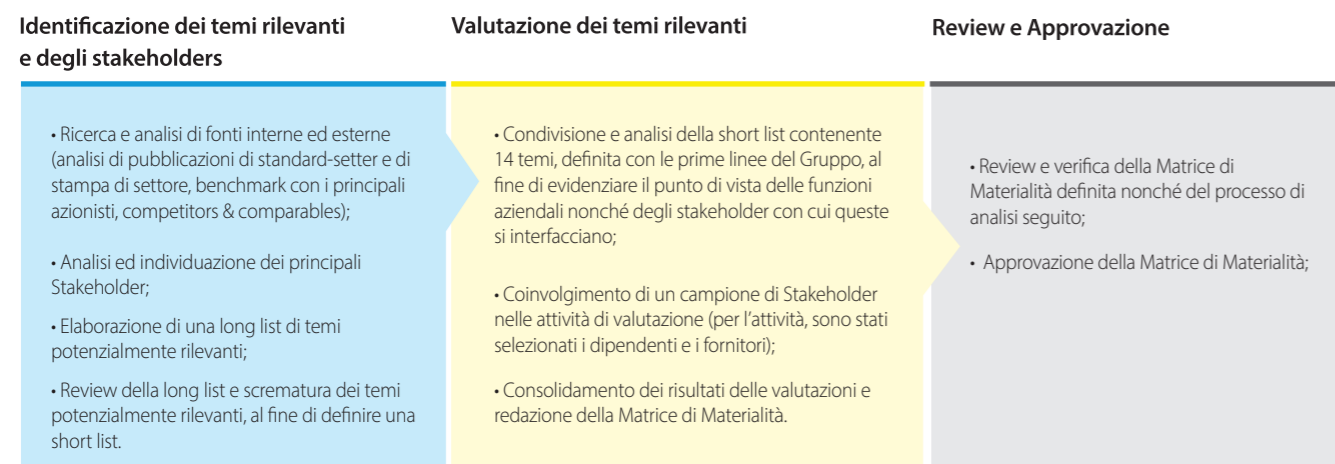 Identificazione dei temi rilevanti
e degli stakeholders
• Ricerca e analisi di fonti interne ed esterne
(analisi di pubblicazioni di standard-setter e di
stampa di settore, benchmark con i principali
azionisti, competitors & comparables);
• Analisi ed individuazione dei principali
Stakeholder;
• Elaborazione di una long list di temi
potenzialmente rilevanti;
• Review della long list e scrematura dei temi
potenzialmente rilevanti, al fine di definire una
short list.
Valutazione dei temi rilevanti
• Condivisione e analisi della short list contenente
14 temi, definita con le prime linee del Gruppo, al
fine di evidenziare il punto di vista delle funzioni
aziendali nonché degli stakeholder con cui queste
si interfacciano;
• Coinvolgimento di un campione di Stakeholder
nelle attività di valutazione (per l'attività, sono stati
selezionati i dipendenti e i fornitori);
• Consolidamento dei risultati delle valutazioni e
redazione della Matrice di Materialità.
Review e Approvazione
• Review e verifica della Matrice di
Materialità definita nonché del processo di
analisi seguito;
• Approvazione della Matrice di Materialità;